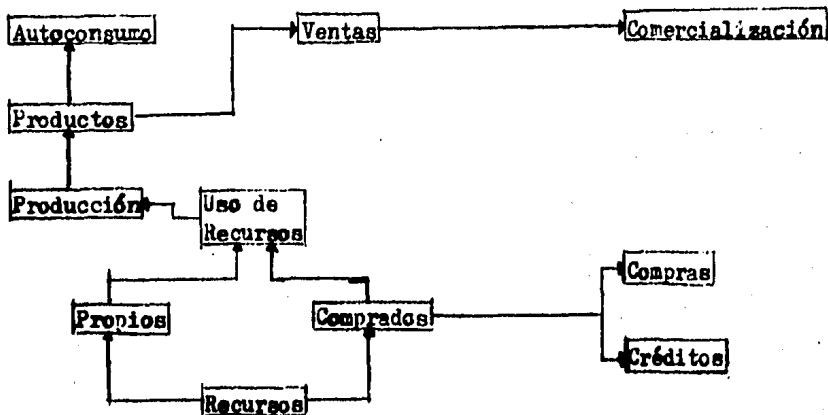 Autoconsumo
Ventas
Comercialización
Productos
Producción
Uso de
Recursos
Compras
Propios
Comprados
Créditos
Recursos